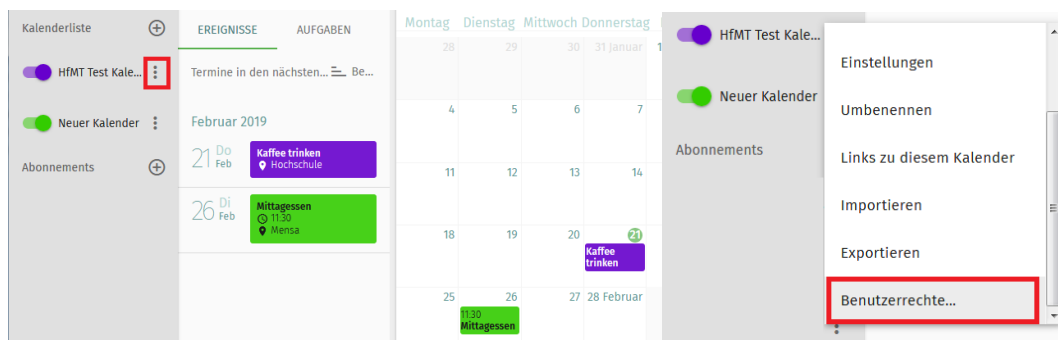 Kalenderliste
HfMT Test Kale...
Neuer Kalender
Abonnements
EREIGNISSE AUFGABEN
Termine in den nächsten... Be...
Februar 2019
21 Do Feb
Kaffee trinken
Hochschule
26 Di Feb
Mittagessen
11:30
Mensa
Montag Dienstag Mittwoch Donnerstag
28 29 30 31 Januar 1
4 5 6 7
11 12 13 14
18 19 20 21
Kaffee
trinken
25 26 27 28 Februar
11:30
Mittagessen
HfMT Test Kale...
Neuer Kalender
Abonnements
Einstellungen
Umbenennen
Links zu diesem Kalender
Importieren
Exportieren
Benutzerrechte...